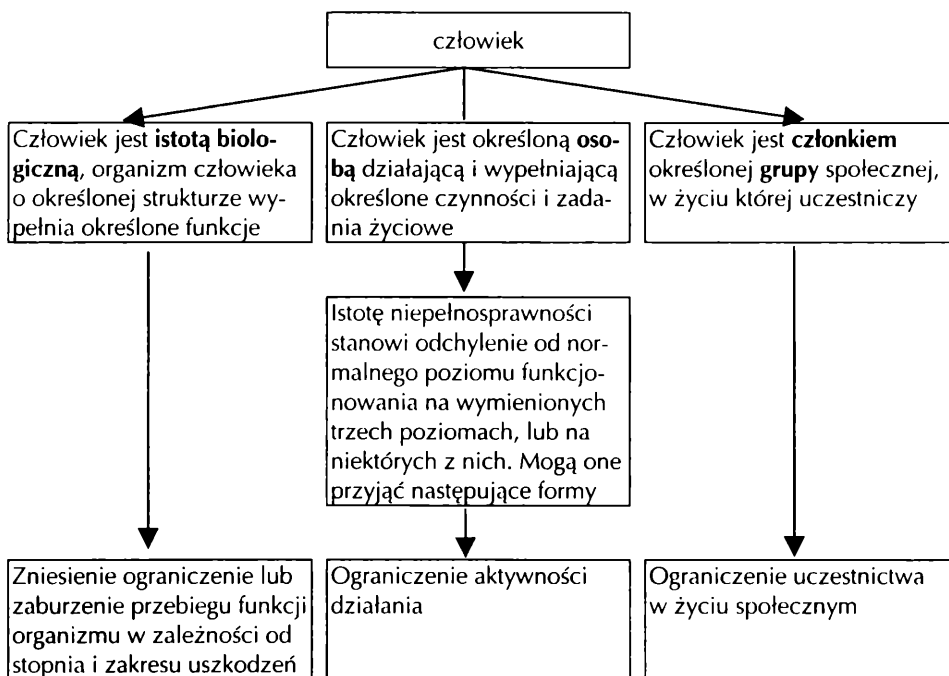 człowiek
Człowiek jest istotą biolo-
giczną, organizm człowieka
o określonej strukturze wy-
pełnia określone funkcje
Człowiek jest określoną oso-
bą działającą i wypełniającą
określone czynności i zada-
nia życiowe
Człowiek jest członkiem
określonej grupy społecznej,
w życiu której uczestniczy
Istotę niepełnosprawności
stanowi odchylenie od nor-
malnego poziomu funkcjo-
nowania na wymienionych
trzech poziomach, lub na
niektórych z nich. Mogą one
przyjąć następujące formy
Zniesienie ograniczenie lub
zaburzenie przebiegu funkcji
organizmu w zależności od
stopnia i zakresu uszkodzeń
Ograniczenie aktywności
działania
Ograniczenie uczestnictwa
w życiu społecznym